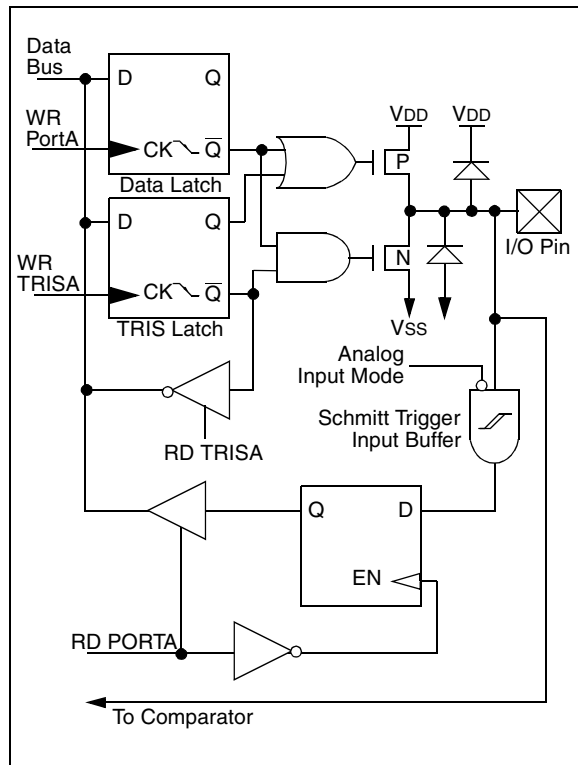 Data
Bus
D
Q
VDD
VDD
WR
PortA
CK
Q
P
Data Latch
D
Q
I/O Pin
WR
TRISA
N
CK
Q
TRIS Latch
VSS
Analog
Input Mode
RD TRISA
Schmitt Trigger
Input Buffer
Q
D
EN
RD PORTA
To Comparator